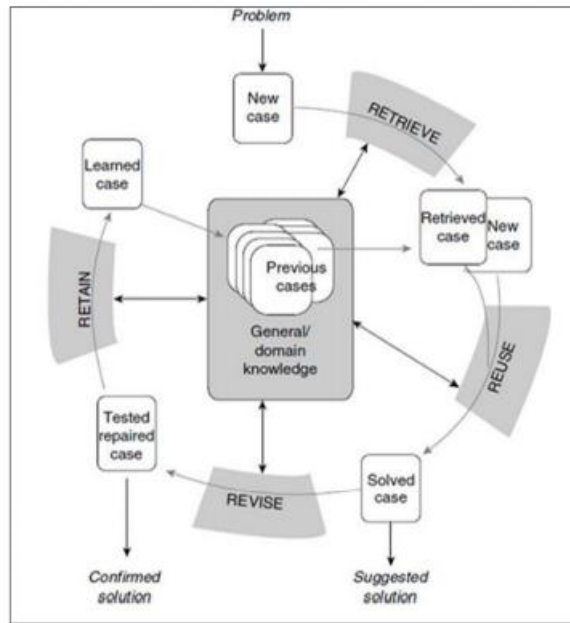 Problem
New
case
RETRIEVE
Learned
case
Retrieved
case
New
case
Previous
cases
General/
domain
knowledge
RETAIN
REUSE
Tested
repaired
case
REVISE
Solved
case
Confirmed
solution
Suggested
solution